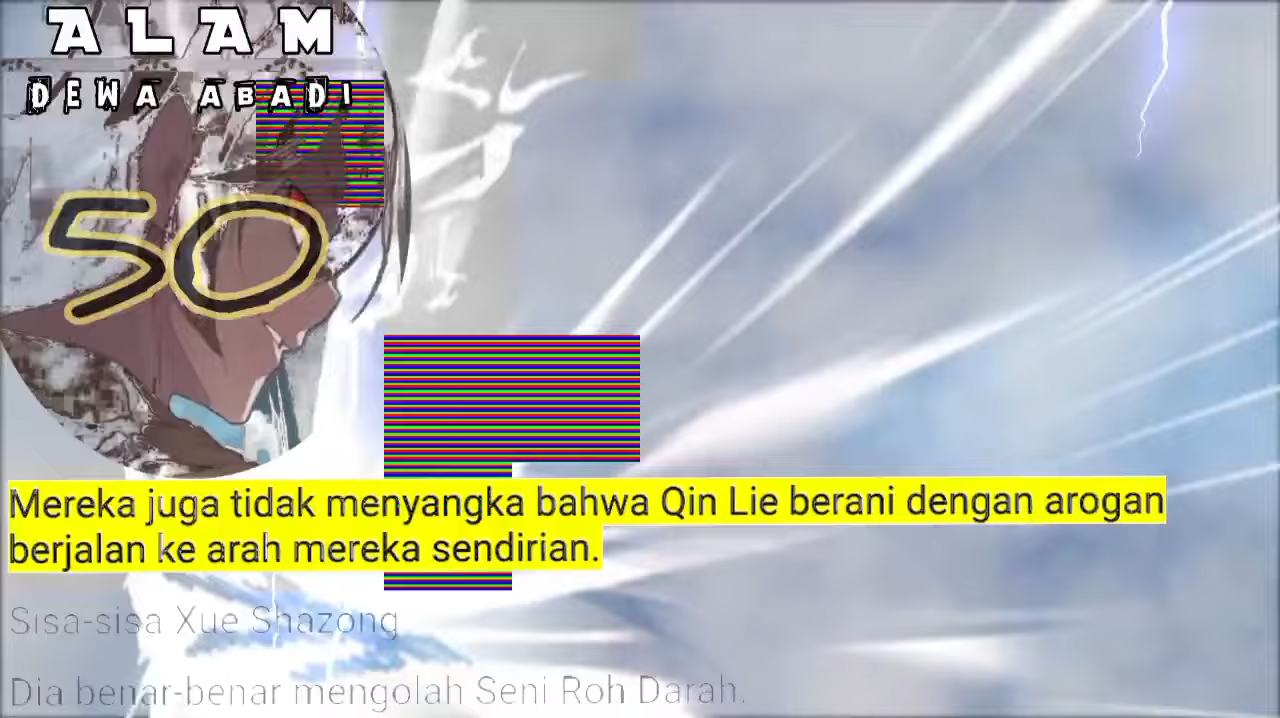 ALAM
DEWA ABADI
50
Mereka juga tidak menyangka bahwa Qin Lie berani dengan arogan
berjalan ke arah mereka sendirian.
Sisa-sisa Xue Shazong
Dia benar-benar mengolah Seni Roh Darah.